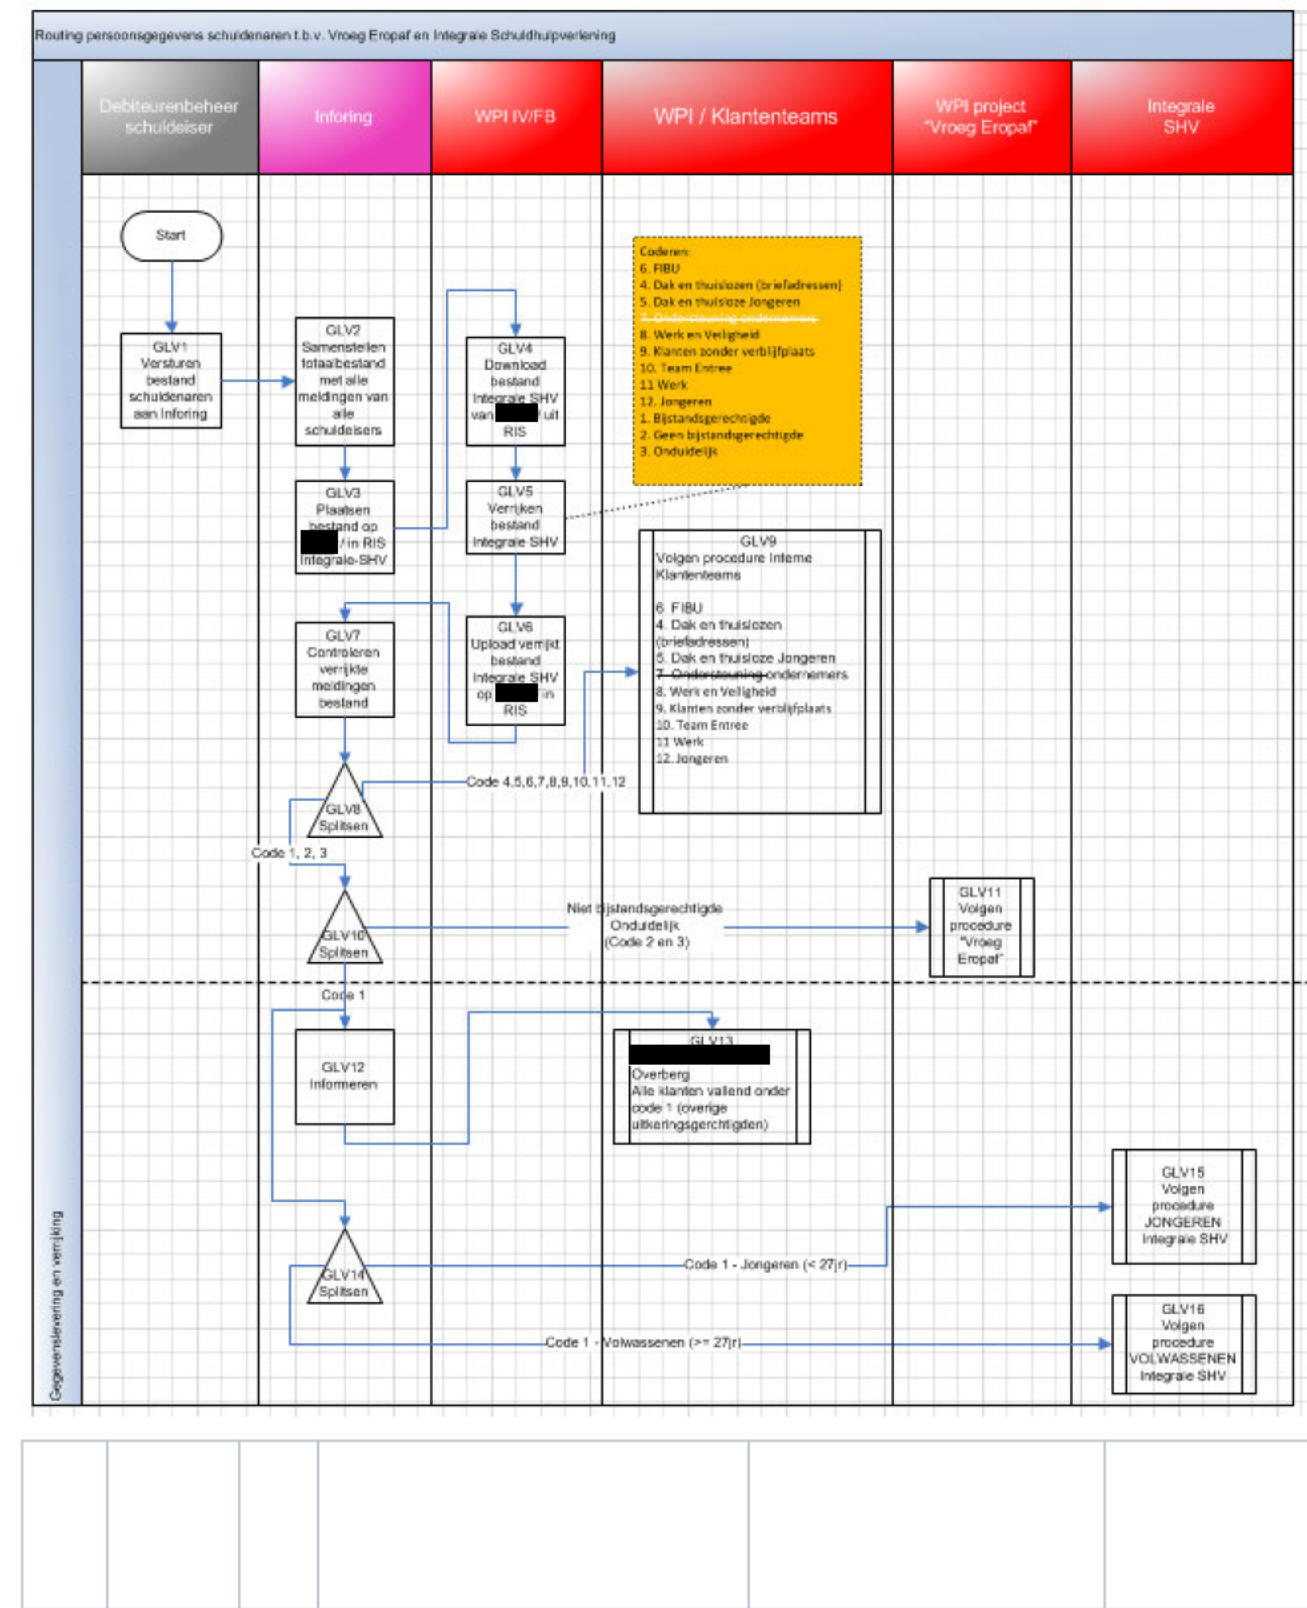 Routing persoonsgegevens schuldenaren t.b.v. Vroeg Eropaf en Integrale Schuldhulpverlening
Debiteurenbeheer
schuldeiser
Inforing
WPI IV/FB
WPI / Klantenteams
WPI project
"Vroeg Eropaf"
Integrale
SHV
Start
GLV1
Versturen
bestand
schuldenaren
aan Inforing
GLV2
Samenstellen
totaalbestand
met alle
meldingen van
alle
schuldeisers
GLV3
Plaatsen
bestand op
/ in RIS
Integrale-SHV
GLV4
Download
bestand
Integrale SHV
van / uit
RIS
GLV5
Verrijken
bestand
Integrale SHV
GLV6
Upload verrijkt
bestand
Integrale SHV
op in
RIS
Coderen:
6. FIBU
4. Dak en thuislozen (briefadressen)
5. Dak en thuisloze Jongeren
7. Ondersteuning ondernemers
8. Werk en Veiligheid
9. Klanten zonder verblijfplaats
10. Team Entree
11 Werk
12. Jongeren
1. Bijstandsgerechtigde
2. Geen bijstandsgerechtigde
3. Onduidelijk
GLV7
Controleren
verrijkte
meldingen
bestand
GLV8
Splitsen
Code 4,5,6,7,8,9,10,11,12
GLV9
Volgen procedure Interne
Klantenteams
6. FIBU
4. Dak en thuislozen
(briefadressen)
5. Dak en thuisloze Jongeren
7. Ondersteuning ondernemers
8. Werk en Veiligheid
9. Klanten zonder verblijfplaats
10. Team Entree
11 Werk
12. Jongeren
Code 1, 2, 3
GLV10
Splitsen
Niet bijstandsgerechtigde
Onduidelijk
(Code 2 en 3)
GLV11
Volgen
procedure
"Vroeg
Eropaf"
Code 1
GLV12
Informeren
GLV13
Overberg
Alle klanten vallend onder
code 1 (overige
uitkeringsgerchtigden)
GLV14
Splitsen
Code 1 - Jongeren (< 27jr)
GLV15
Volgen
procedure
JONGEREN
Integrale SHV
Code 1 - Volwassenen (>= 27jr)
GLV16
Volgen
procedure
VOLWASSENEN
Integrale SHV
Gegevenslevering en verrijking